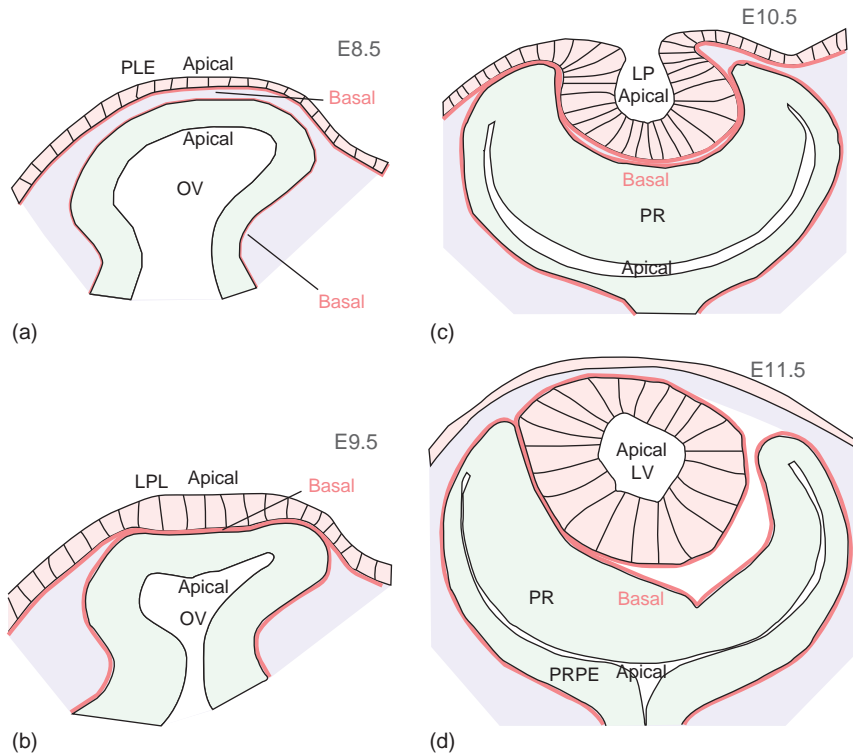 E8.5
PLE Apical
Basal
Apical
OV
Basal
(a)
E9.5
LPL Apical
Basal
Apical
OV
(b)
E10.5
LP
Apical
Basal
PR
Apical
(c)
E11.5
Apical
LV
Basal
PR
PRPE Apical
(d)